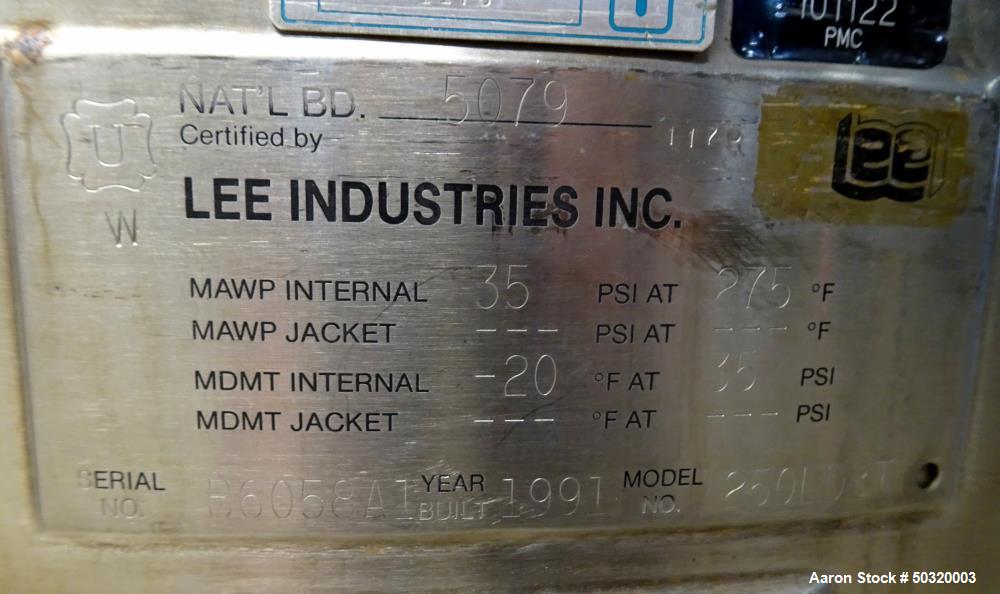 101122
PMC
NAT'L BD. 5079
1179
Certified by
U
LEE
W
LEE INDUSTRIES INC.
MAWP INTERNAL 35 PSI AT 275 °F
MAWP JACKET --- PSI AT --- °F
MDMT INTERNAL -20 °F AT 35 PSI
MDMT JACKET --- °F AT --- PSI
SERIAL NO. B6058A1 YEAR BUILT 1991 MODEL NO.
Aaron Stock # 50320003